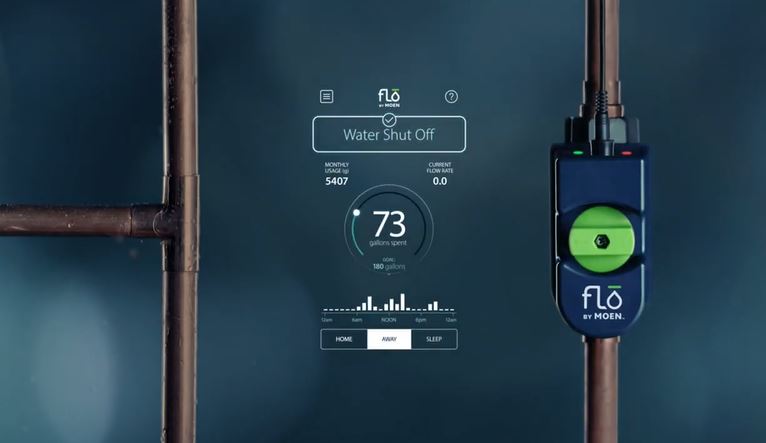 flō
BY MOEN
?
Water Shut Off
MONTHLY
USAGE (g)
5407
CURRENT
FLOW RATE
0.0
73
gallons spent
GOAL:
180 gallons
12am 6am NOON 6pm 12am
HOME AWAY SLEEP
flō
BY MOEN.